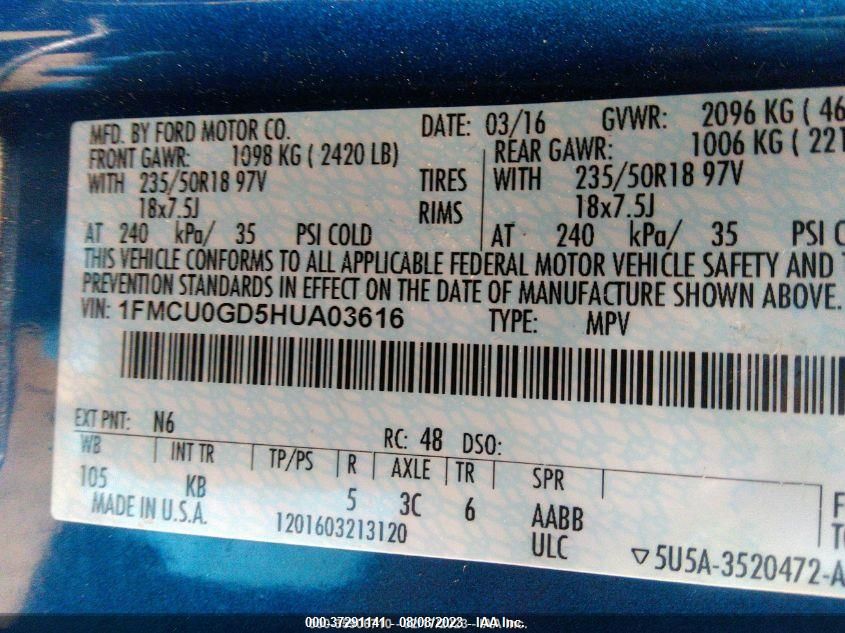 MFD. BY FORD MOTOR CO. DATE: 03/16 GVWR: 2096 KG ( 46
FRONT GAWR: 1098 KG ( 2420 LB) REAR GAWR: 1006 KG ( 221
WITH 235/50R18 97V TIRES WITH 235/50R18 97V
18x7.5J RIMS 18x7.5J
AT 240 kPa/ 35 PSI COLD AT 240 kPa/ 35 PSI C
THIS VEHICLE CONFORMS TO ALL APPLICABLE FEDERAL MOTOR VEHICLE SAFETY AND T
PREVENTION STANDARDS IN EFFECT ON THE DATE OF MANUFACTURE SHOWN ABOVE.
VIN: 1FMCU0GD5HUA03616 TYPE: MPV
EXT PNT: N6 RC: 48 DSO:
WB INT TR TP/PS R AXLE TR SPR
105 KB 5 3C 6 AABB
MADE IN U.S.A. 1201603213120 ULC
F
TO
▽5U5A-3520472-A
000-37291141 - 08/08/2023 - IAA Inc.